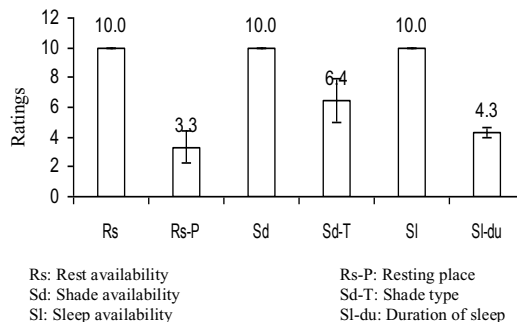 12
10
8
6
4
2
0
Ratings
10.0
3.3
10.0
6.4
10.0
4.3
Rs Rs-P Sd Sd-T Sl Sl-du
Rs: Rest availability Rs-P: Resting place
Sd: Shade availability Sd-T: Shade type
Sl: Sleep availability Sl-du: Duration of sleep